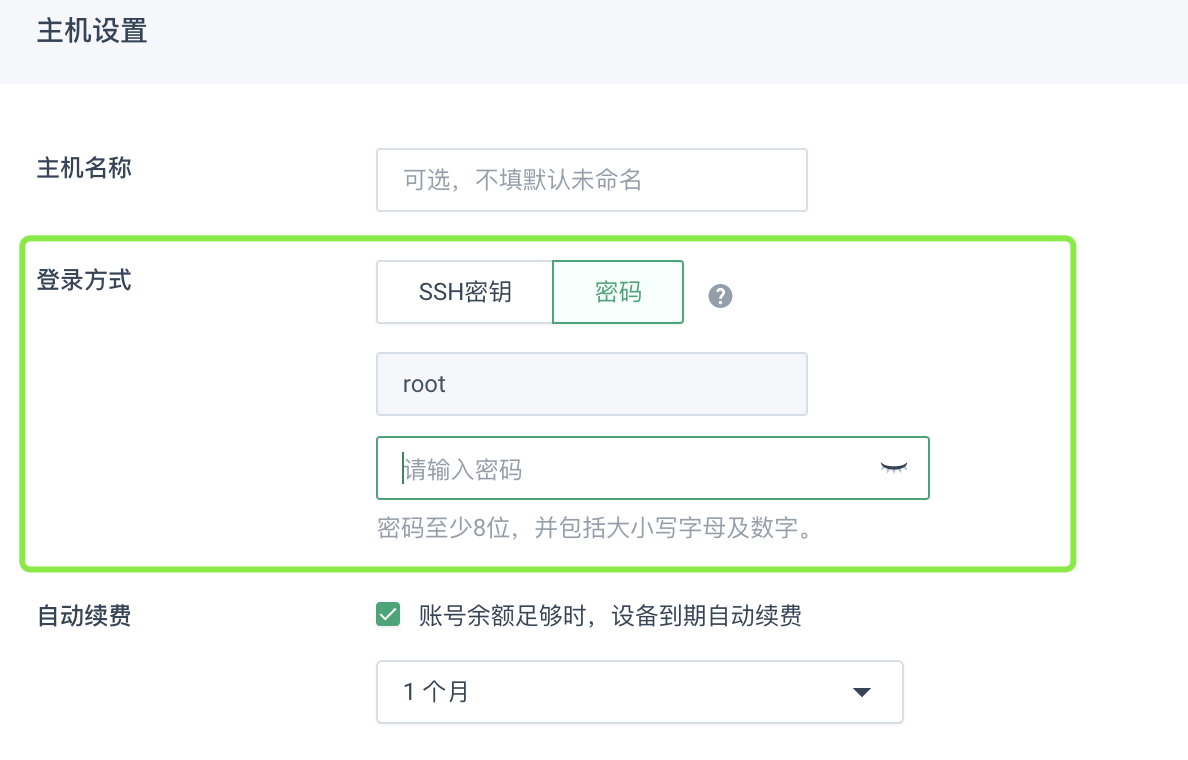 主机设置
主机名称
可选，不填默认未命名
登录方式
SSH密钥
密码
?
root
请输入密码
密码至少8位，并包括大小写字母及数字。
自动续费
账号余额足够时，设备到期自动续费
1 个月